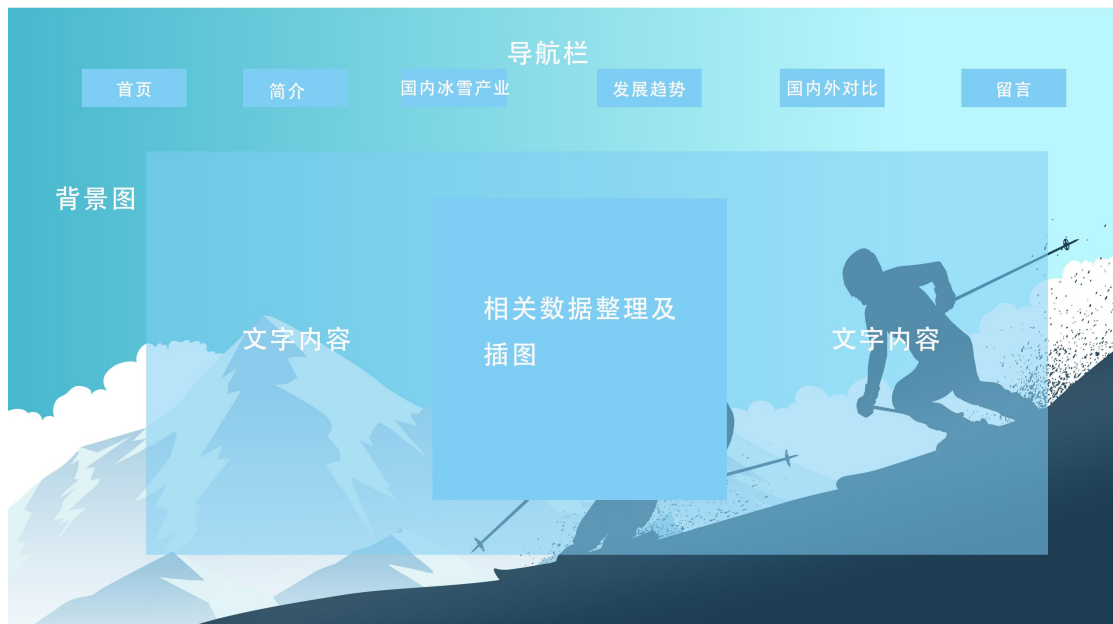 导航栏
首页
简介
国内冰雪产业
发展趋势
国内外对比
留言
背景图
文字内容
相关数据整理及
插图
文字内容